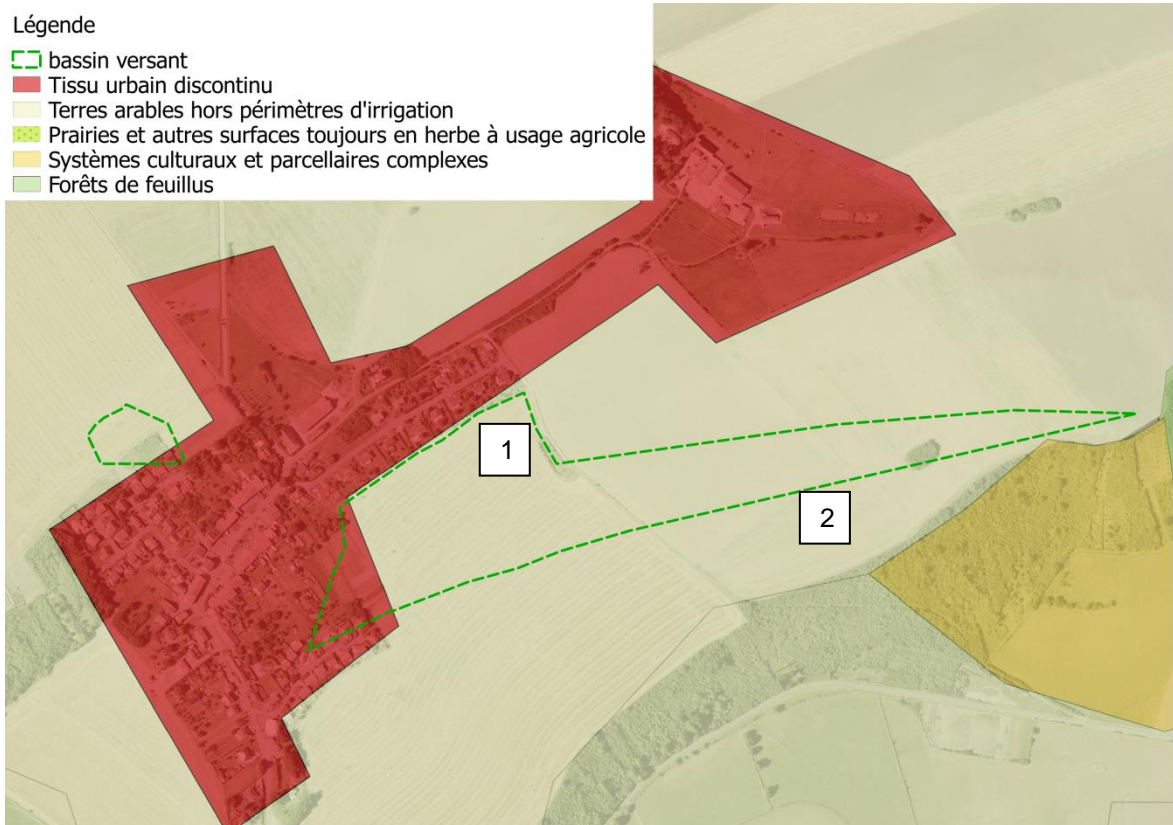 Légende
bassin versant
Tissu urbain discontinu
Terres arables hors périmètres d'irrigation
Prairies et autres surfaces toujours en herbe à usage agricole
Systèmes culturaux et parcellaires complexes
Forêts de feuillus
1
2